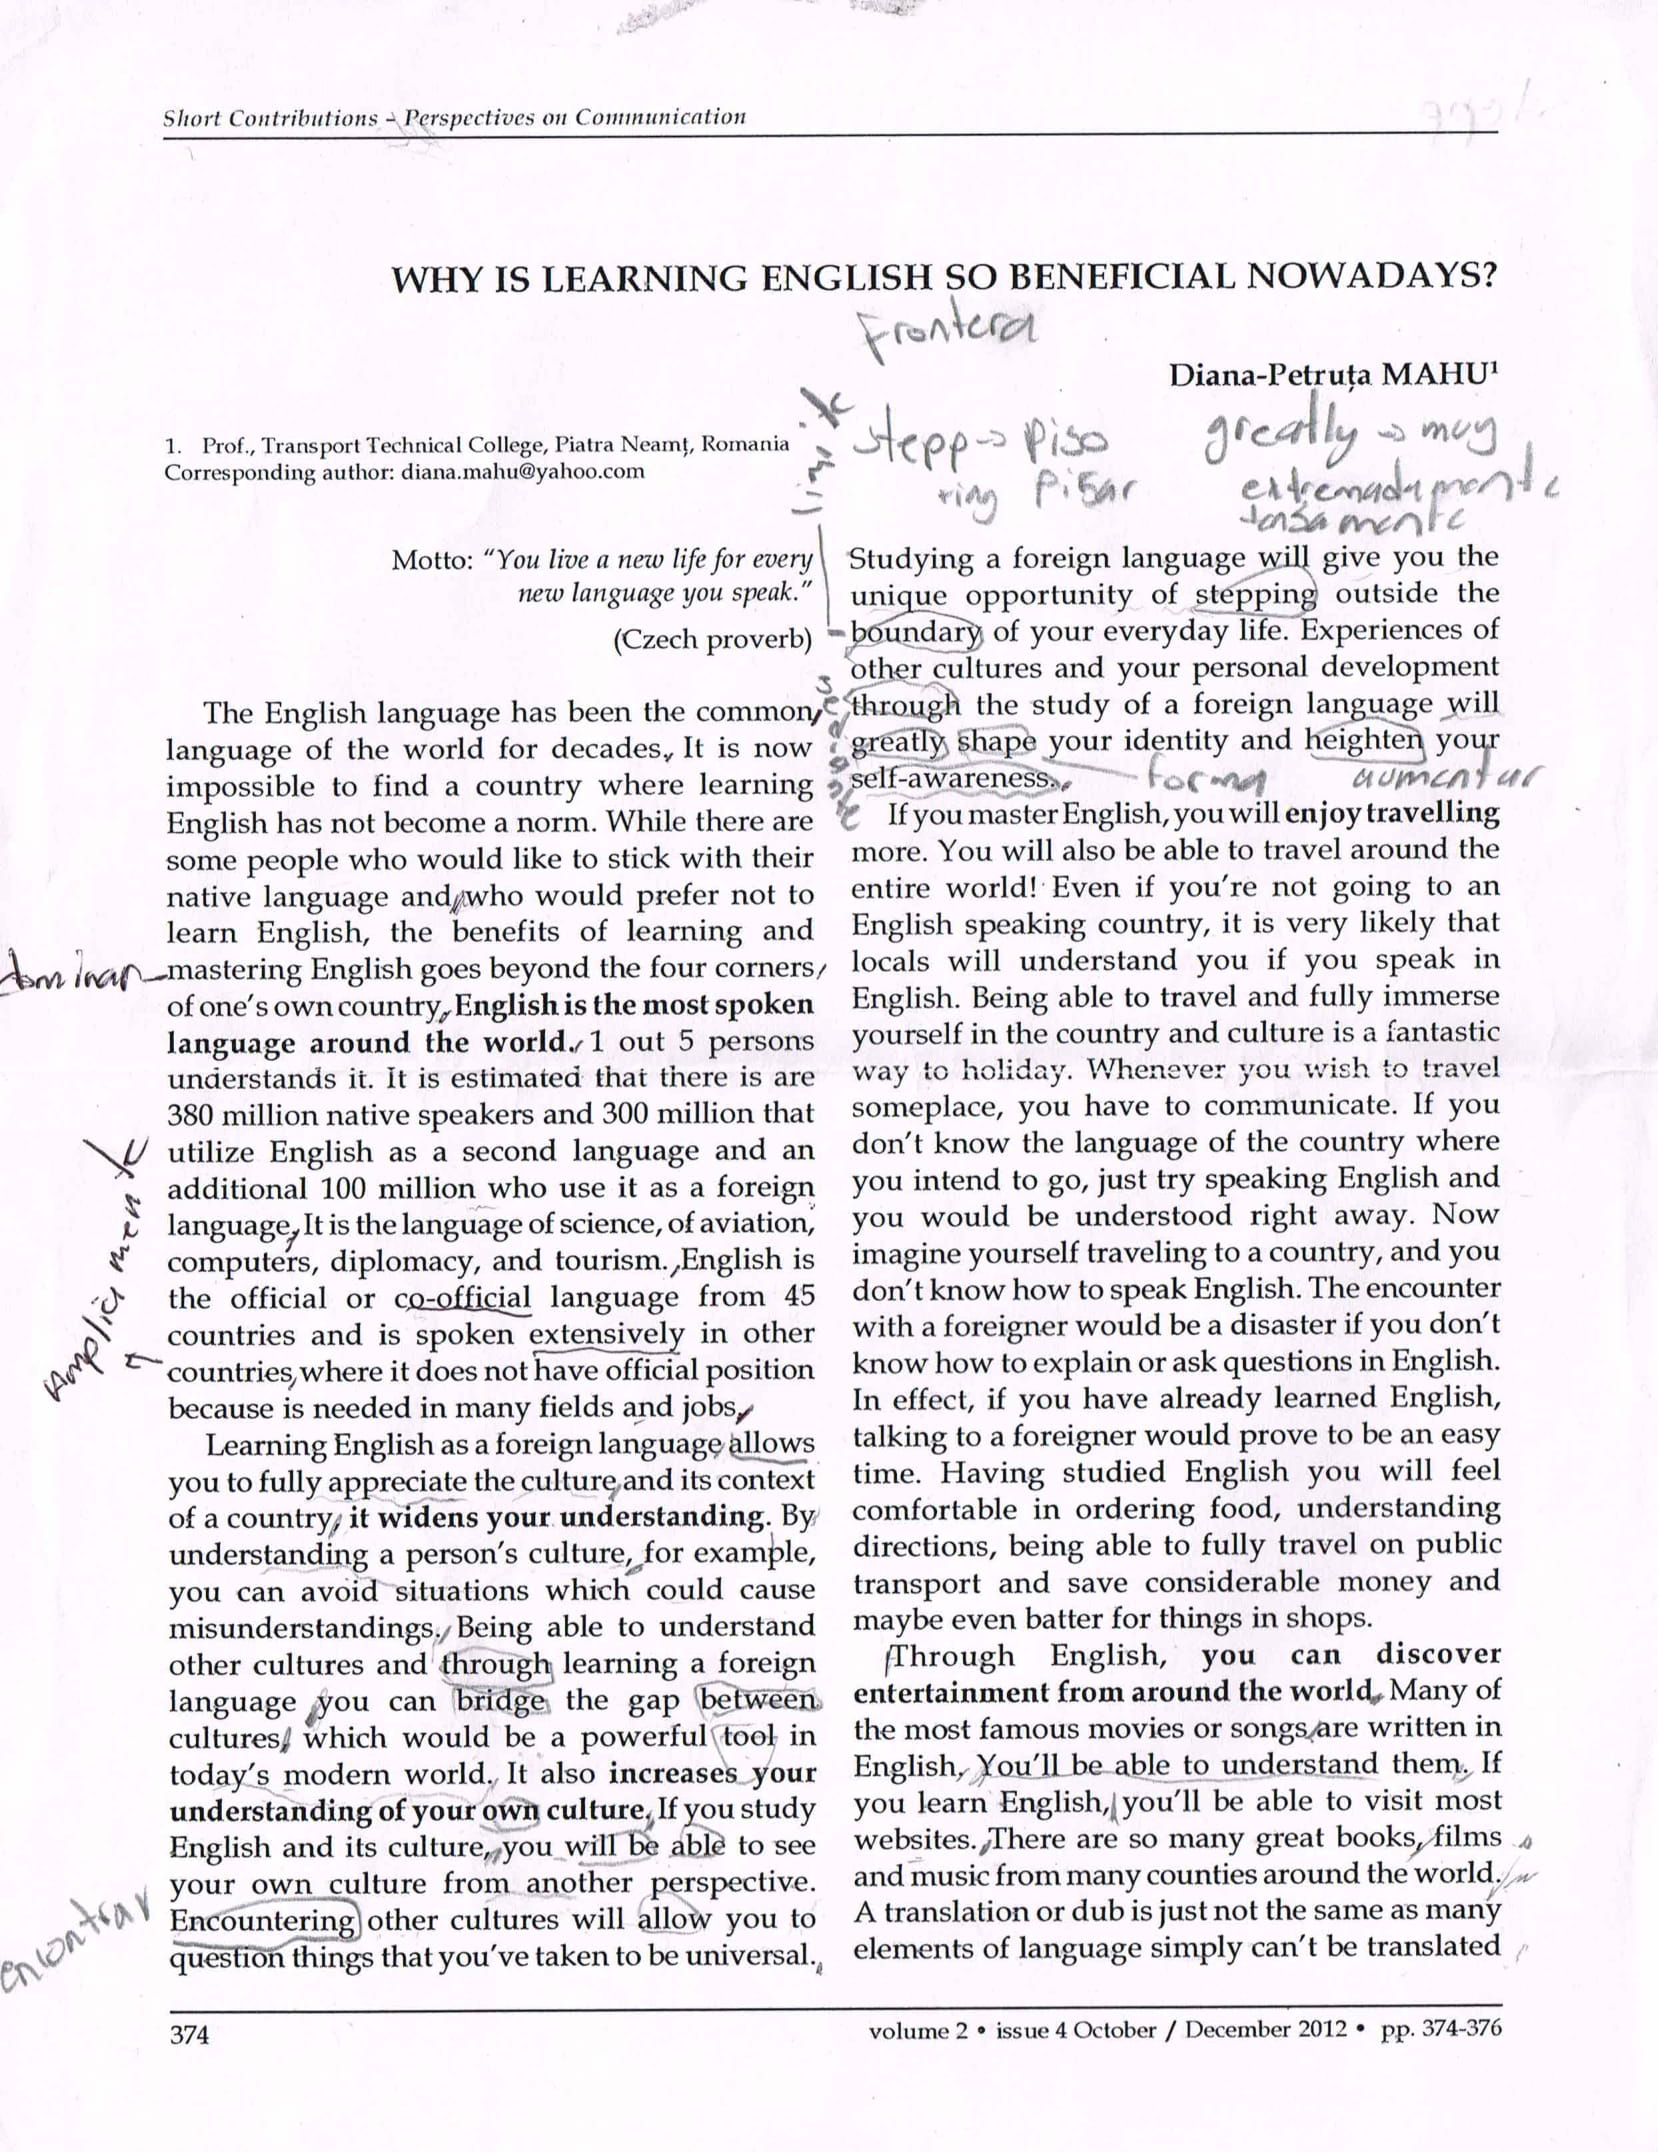 Short Contributions – Perspectives on Communication
WHY IS LEARNING ENGLISH SO BENEFICIAL NOWADAYS?
Frontera
Diana-Petruța MAHU¹
1. Prof., Transport Technical College, Piatra Neamț, Romania
Corresponding author: diana.mahu@yahoo.com
stepp → piso
ring pisar
greatly → muy
extremadamente
Motto: "You live a new life for every
new language you speak."
(Czech proverb)
The English language has been the common
language of the world for decades. It is now
impossible to find a country where learning
English has not become a norm. While there are
some people who would like to stick with their
native language and who would prefer not to
learn English, the benefits of learning and
dominar
mastering English goes beyond the four corners
of one's own country. English is the most spoken
language around the world. 1 out 5 persons
understands it. It is estimated that there is are
380 million native speakers and 300 million that
utilize English as a second language and an
additional 100 million who use it as a foreign
language. It is the language of science, of aviation,
computers, diplomacy, and tourism. English is
the official or co-official language from 45
countries and is spoken extensively in other
countries where it does not have official position
because is needed in many fields and jobs.
Learning English as a foreign language allows
you to fully appreciate the culture and its context
of a country, it widens your understanding. By
understanding a person's culture, for example,
you can avoid situations which could cause
misunderstandings. Being able to understand
other cultures and through learning a foreign
language you can bridge the gap between
cultures, which would be a powerful tool in
today's modern world. It also increases your
understanding of your own culture. If you study
English and its culture, you will be able to see
your own culture from another perspective.
encontrar
Encountering other cultures will allow you to
question things that you've taken to be universal.
Studying a foreign language will give you the
unique opportunity of stepping outside the
boundary of your everyday life. Experiences of
other cultures and your personal development
through the study of a foreign language will
greatly shape your identity and heighten your
self-awareness.
forma
aumentar
If you master English, you will enjoy travelling
more. You will also be able to travel around the
entire world! Even if you're not going to an
English speaking country, it is very likely that
locals will understand you if you speak in
English. Being able to travel and fully immerse
yourself in the country and culture is a fantastic
way to holiday. Whenever you wish to travel
someplace, you have to communicate. If you
don't know the language of the country where
you intend to go, just try speaking English and
you would be understood right away. Now
imagine yourself traveling to a country, and you
don't know how to speak English. The encounter
with a foreigner would be a disaster if you don't
know how to explain or ask questions in English.
In effect, if you have already learned English,
talking to a foreigner would prove to be an easy
time. Having studied English you will feel
comfortable in ordering food, understanding
directions, being able to fully travel on public
transport and save considerable money and
maybe even batter for things in shops.
Through English, you can discover
entertainment from around the world. Many of
the most famous movies or songs are written in
English. You'll be able to understand them. If
you learn English, you'll be able to visit most
websites. There are so many great books, films
and music from many counties around the world.
A translation or dub is just not the same as many
elements of language simply can't be translated
374
volume 2 • issue 4 October / December 2012 • pp. 374-376